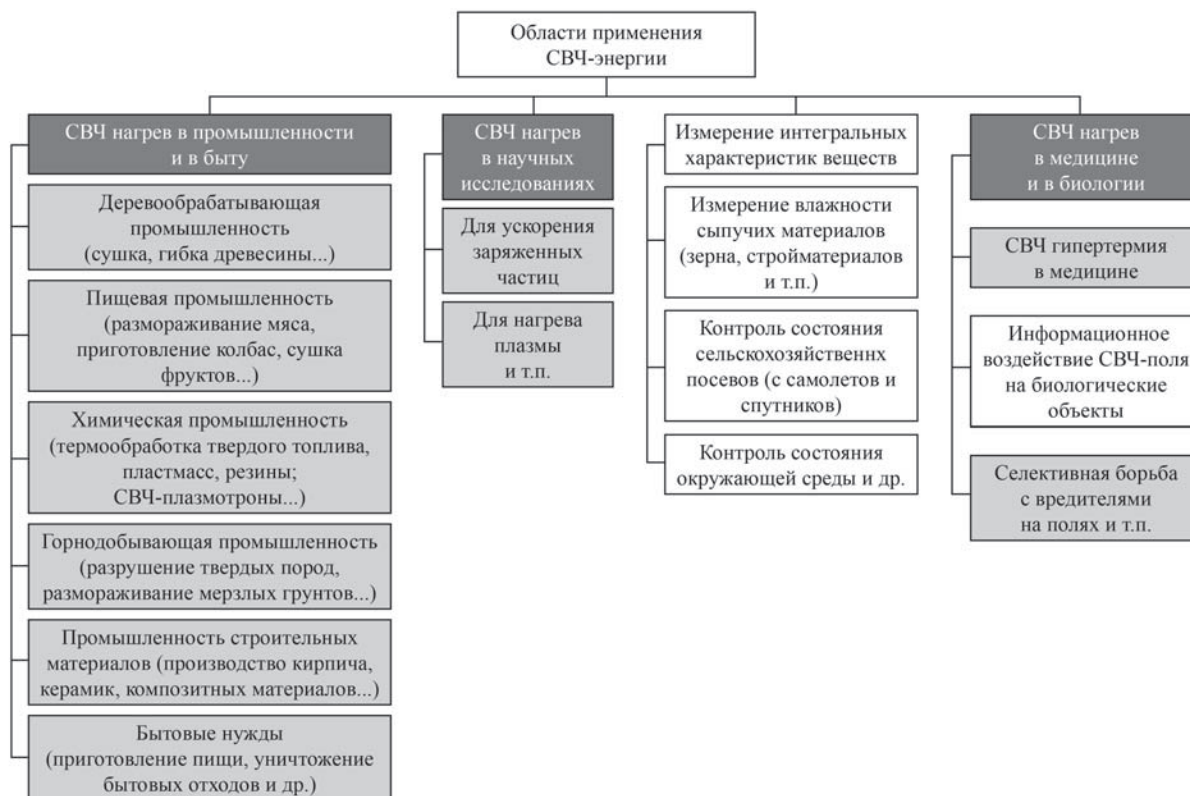 Области применения
СВЧ-энергии
СВЧ нагрев в промышленности
и в быту
Деревообрабатывающая
промышленность
(сушка, гибка древесины...)
Пищевая промышленность
(размораживание мяса,
приготовление колбас, сушка
фруктов...)
Химическая промышленность
(термообработка твердого топлива,
пластмасс, резины;
СВЧ-плазмотроны...)
Горнодобывающая промышленность
(разрушение твердых пород,
размораживание мерзлых грунтов...)
Промышленность строительных
материалов (производство кирпича,
керамик, композитных материалов...)
Бытовые нужды
(приготовление пищи, уничтожение
бытовых отходов и др.)
СВЧ нагрев
в научных
исследованиях
Для ускорения
заряженных
частиц
Для нагрева
плазмы
и т.п.
Измерение интегральных
характеристик веществ
Измерение влажности
сыпучих материалов
(зерна, стройматериалов
и т.п.)
Контроль состояния
сельскохозяйственнх
посевов (с самолетов и
спутников)
Контроль состояния
окружающей среды и др.
СВЧ нагрев
в медицине
и в биологии
СВЧ гипертермия
в медицине
Информационное
воздействие СВЧ-поля
на биологические
объекты
Селективная борьба
с вредителями
на полях и т.п.